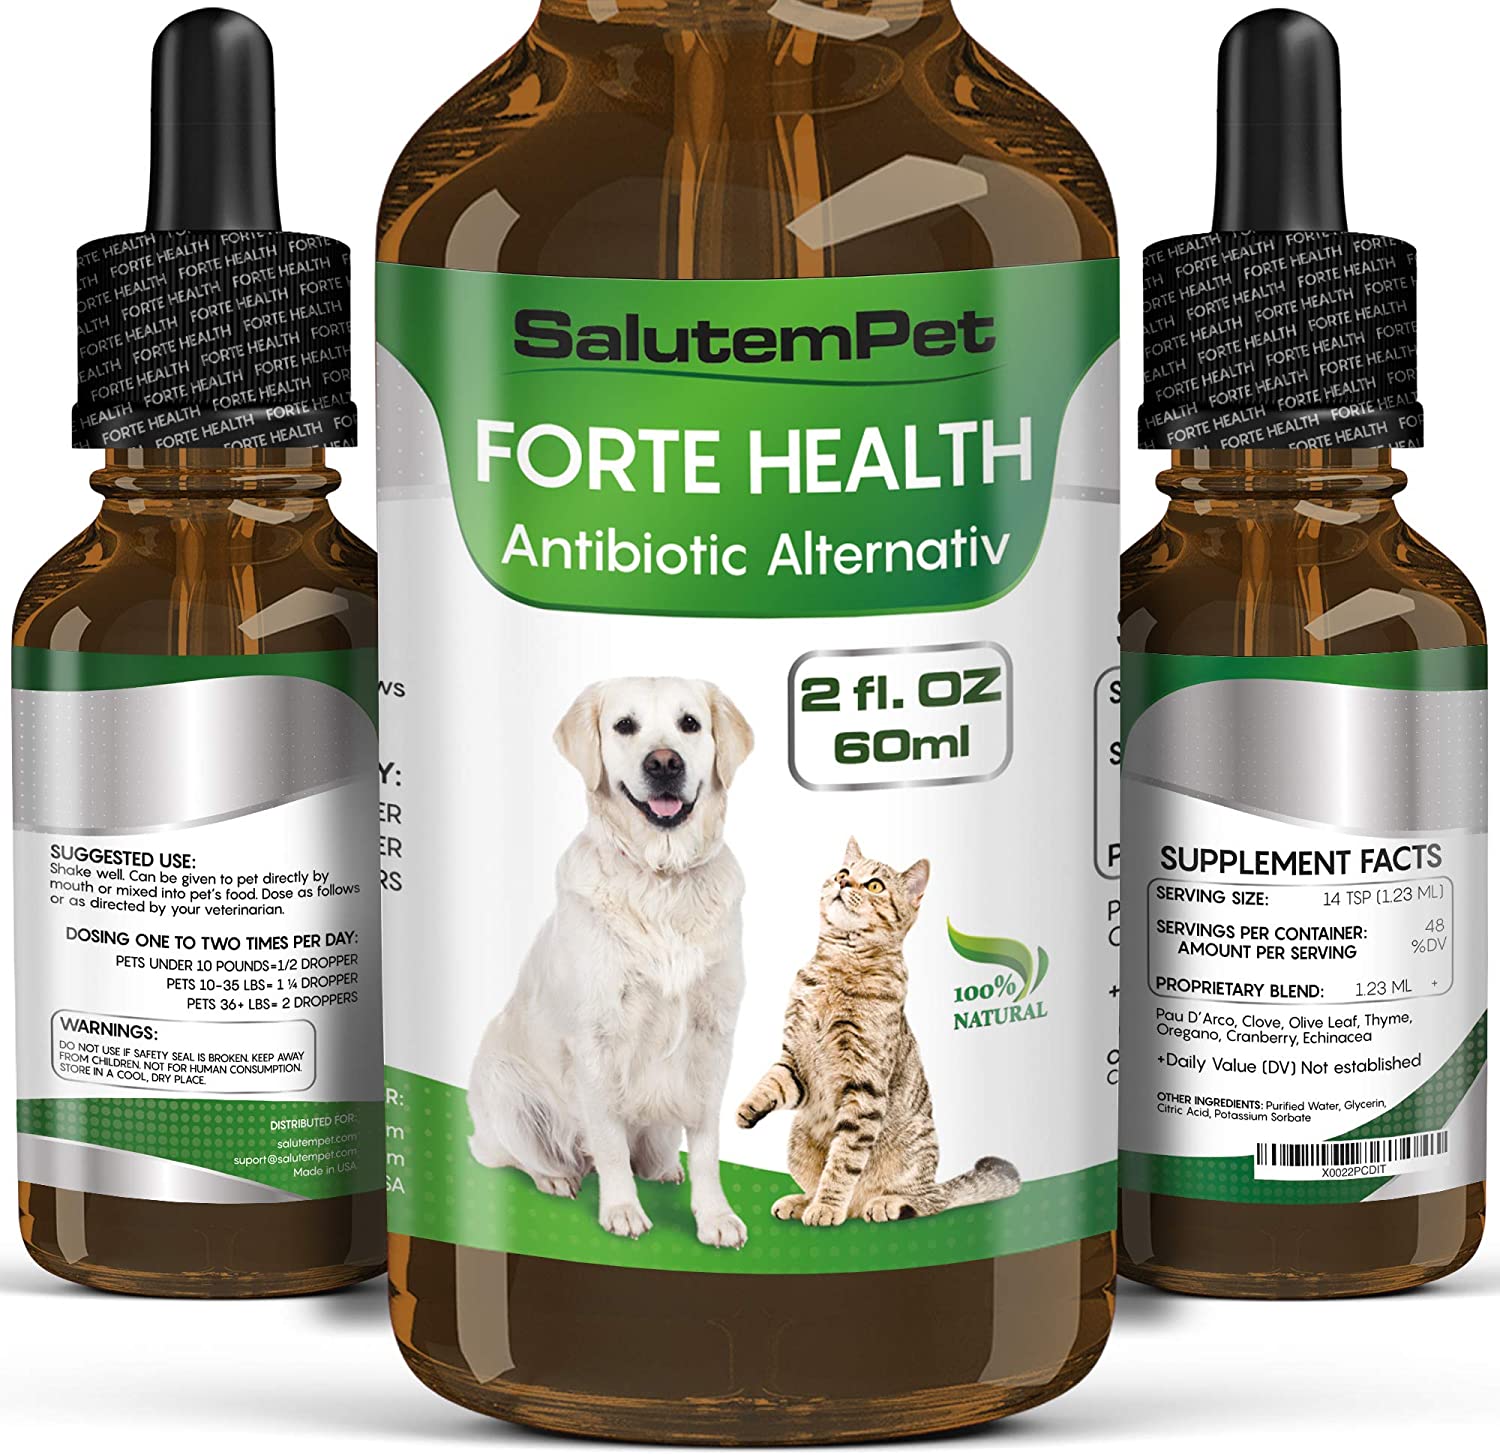 FORTE HEALTH
SUGGESTED USE:
Shake well. Can be given to pet directly by
mouth or mixed into pet's food. Dose as follows
or as directed by your veterinarian.
DOSING ONE TO TWO TIMES PER DAY:
PETS UNDER 10 POUNDS=1/2 DROPPER
PETS 10-35 LBS= 1 ¼ DROPPER
PETS 36+ LBS= 2 DROPPERS
WARNINGS:
DO NOT USE IF SAFETY SEAL IS BROKEN. KEEP AWAY
FROM CHILDREN. NOT FOR HUMAN CONSUMPTION.
STORE IN A COOL, DRY PLACE.
DISTRIBUTED FOR:
salutempet.com
suport@salutempet.com
Made in USA
SalutemPet
FORTE HEALTH
Antibiotic Alternativ
2 fl. OZ
60ml
100%
NATURAL
FORTE HEALTH
SUPPLEMENT FACTS
SERVING SIZE: 14 TSP (1.23 ML)
SERVINGS PER CONTAINER: 48
AMOUNT PER SERVING %DV
PROPRIETARY BLEND: 1.23 ML +
Pau D'Arco, Clove, Olive Leaf, Thyme,
Oregano, Cranberry, Echinacea
+Daily Value (DV) Not established
OTHER INGREDIENTS: Purified Water, Glycerin,
Citric Acid, Potassium Sorbate
X0022PCDIT